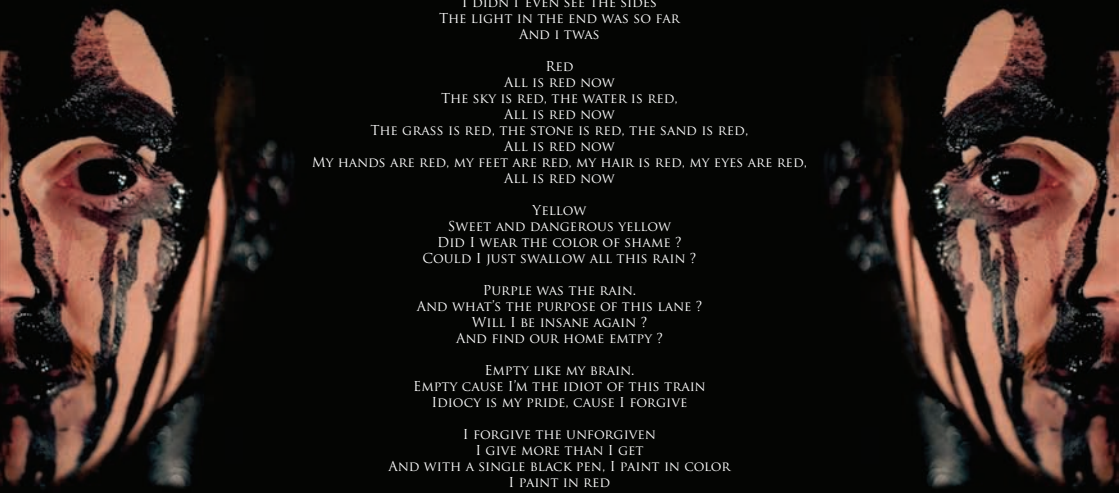 I didn't even see the sides
The light in the end was so far
And i twas
Red
All is red now
The sky is red, the water is red,
All is red now
The grass is red, the stone is red, the sand is red,
All is red now
My hands are red, my feet are red, my hair is red, my eyes are red,
All is red now
Yellow
Sweet and dangerous yellow
Did I wear the color of shame ?
Could I just swallow all this rain ?
Purple was the rain.
And what's the purpose of this lane ?
Will I be insane again ?
And find our home emtpy ?
Empty like my brain.
Empty cause I'm the idiot of this train
Idiocy is my pride, cause I forgive
I forgive the unforgiven
I give more than I get
And with a single black pen, I paint in color
I paint in red